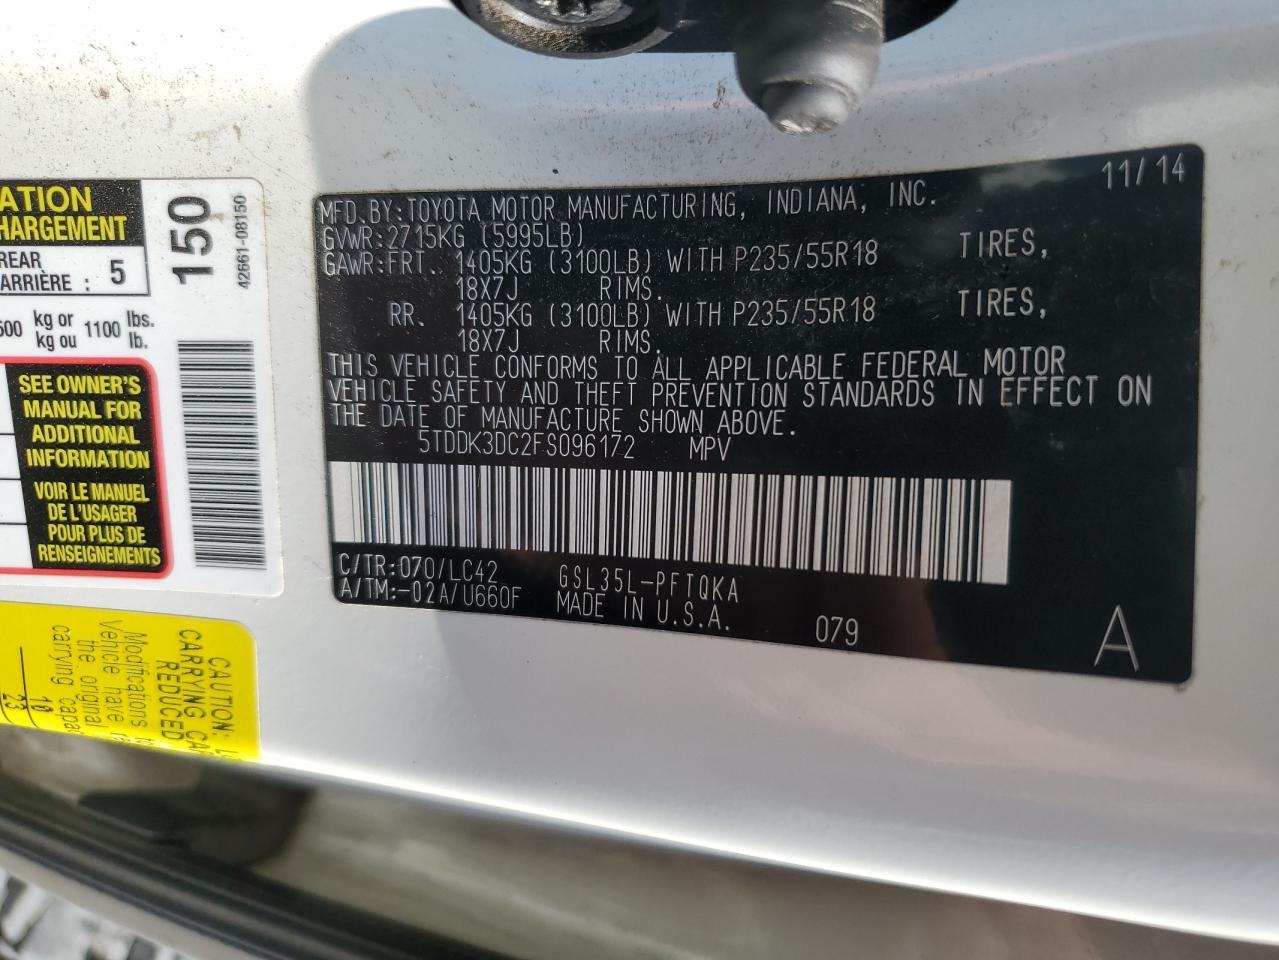 ATION
HARGEMENT
REAR
ARRIÈRE : 5
500 kg or 1100 lbs.
kg ou lb.
150
42661-08150
SEE OWNER'S
MANUAL FOR
ADDITIONAL
INFORMATION
VOIR LE MANUEL
DE L'USAGER
POUR PLUS DE
RENSEIGNEMENTS
CAUTION:
CARRYING CA
REDUCED
Modifications to
vehicle have
the original
carrying capa
10
23
11/14
MFD.BY:TOYOTA MOTOR MANUFACTURING, INDIANA, INC.
GVWR:2715KG (5995LB)
GAWR:FRT. 1405KG (3100LB) WITH P235/55R18 TIRES,
18X7J RIMS.
RR. 1405KG (3100LB) WITH P235/55R18 TIRES,
18X7J RIMS.
THIS VEHICLE CONFORMS TO ALL APPLICABLE FEDERAL MOTOR
VEHICLE SAFETY AND THEFT PREVENTION STANDARDS IN EFFECT ON
THE DATE OF MANUFACTURE SHOWN ABOVE.
5TDDK3DC2FS096172 MPV
C/TR:070/LC42 GSL35L-PFTQKA
A/TM:-02A/U660F MADE IN U.S.A.
079
A